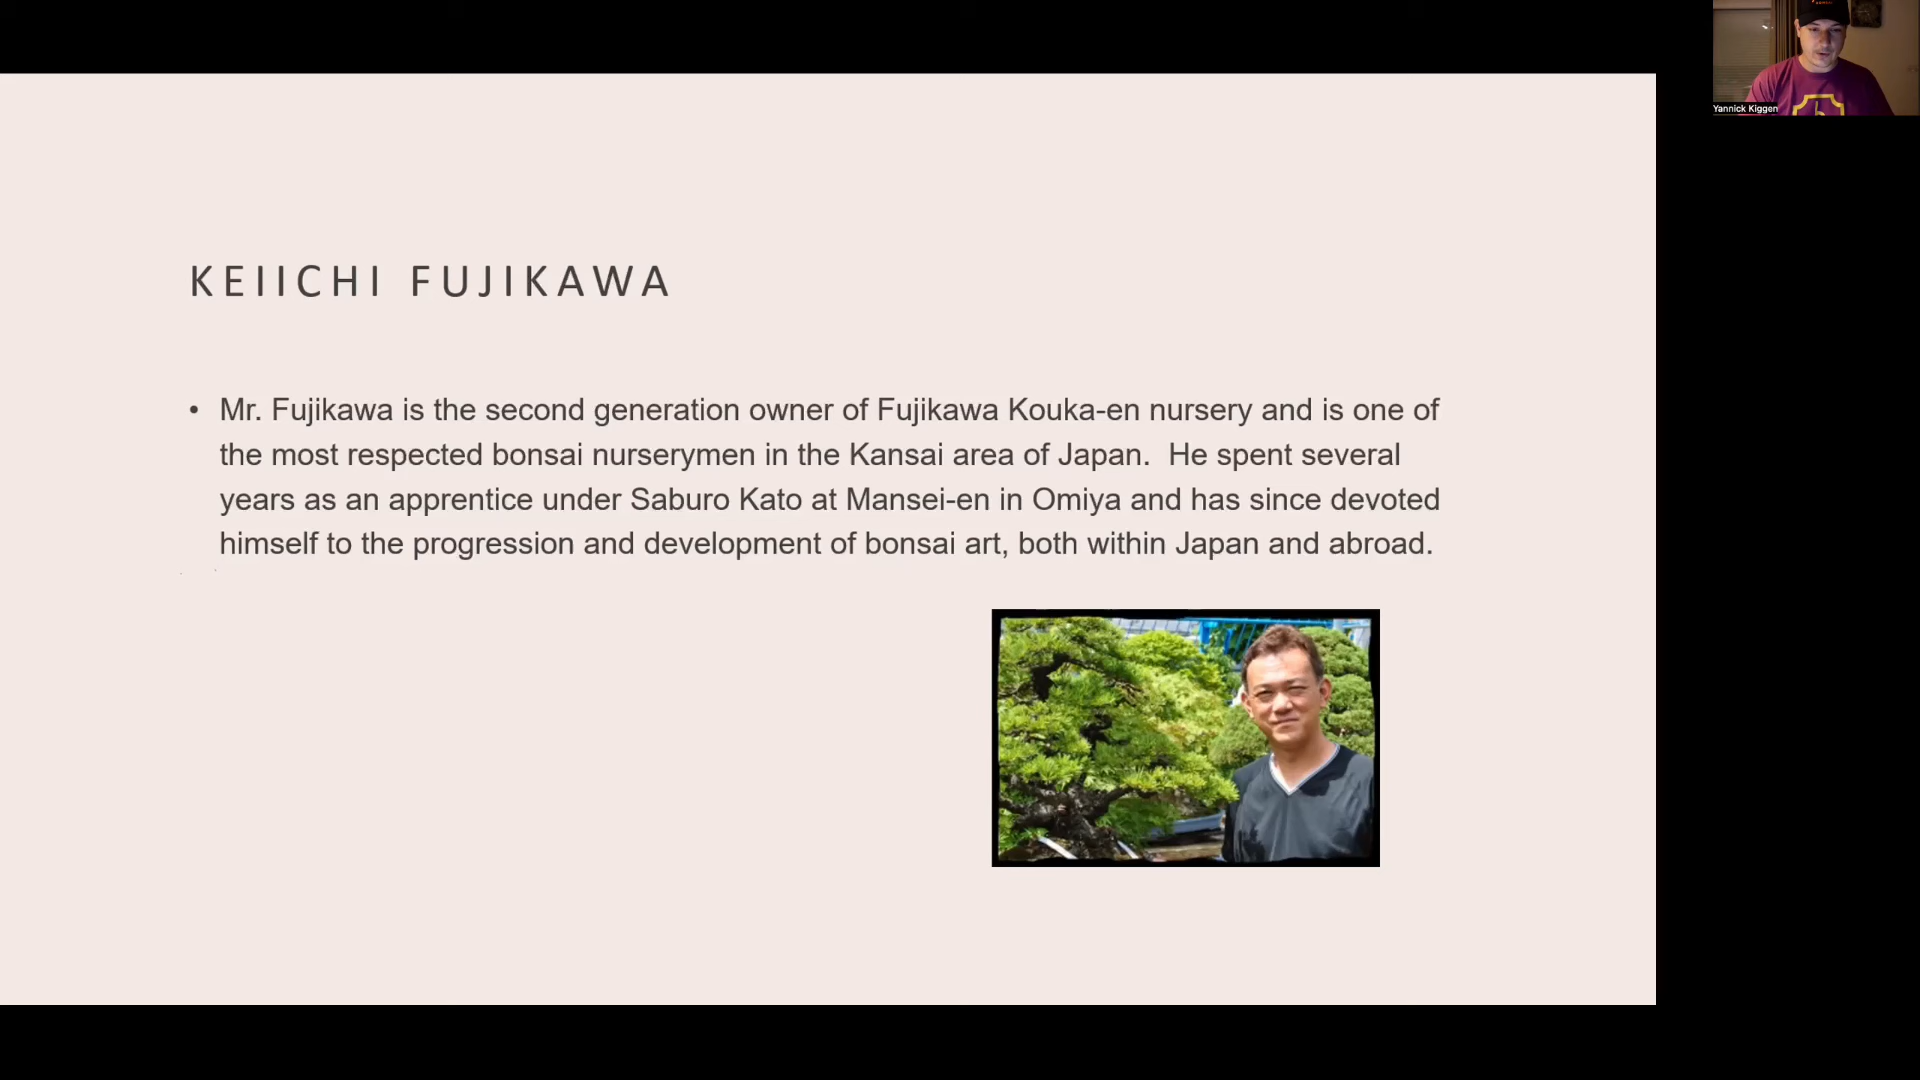 KEIICHI FUJIKAWA
• Mr. Fujikawa is the second generation owner of Fujikawa Kouka-en nursery and is one of
the most respected bonsai nurserymen in the Kansai area of Japan.  He spent several
years as an apprentice under Saburo Kato at Mansei-en in Omiya and has since devoted
himself to the progression and development of bonsai art, both within Japan and abroad.
Yannick Kiggen